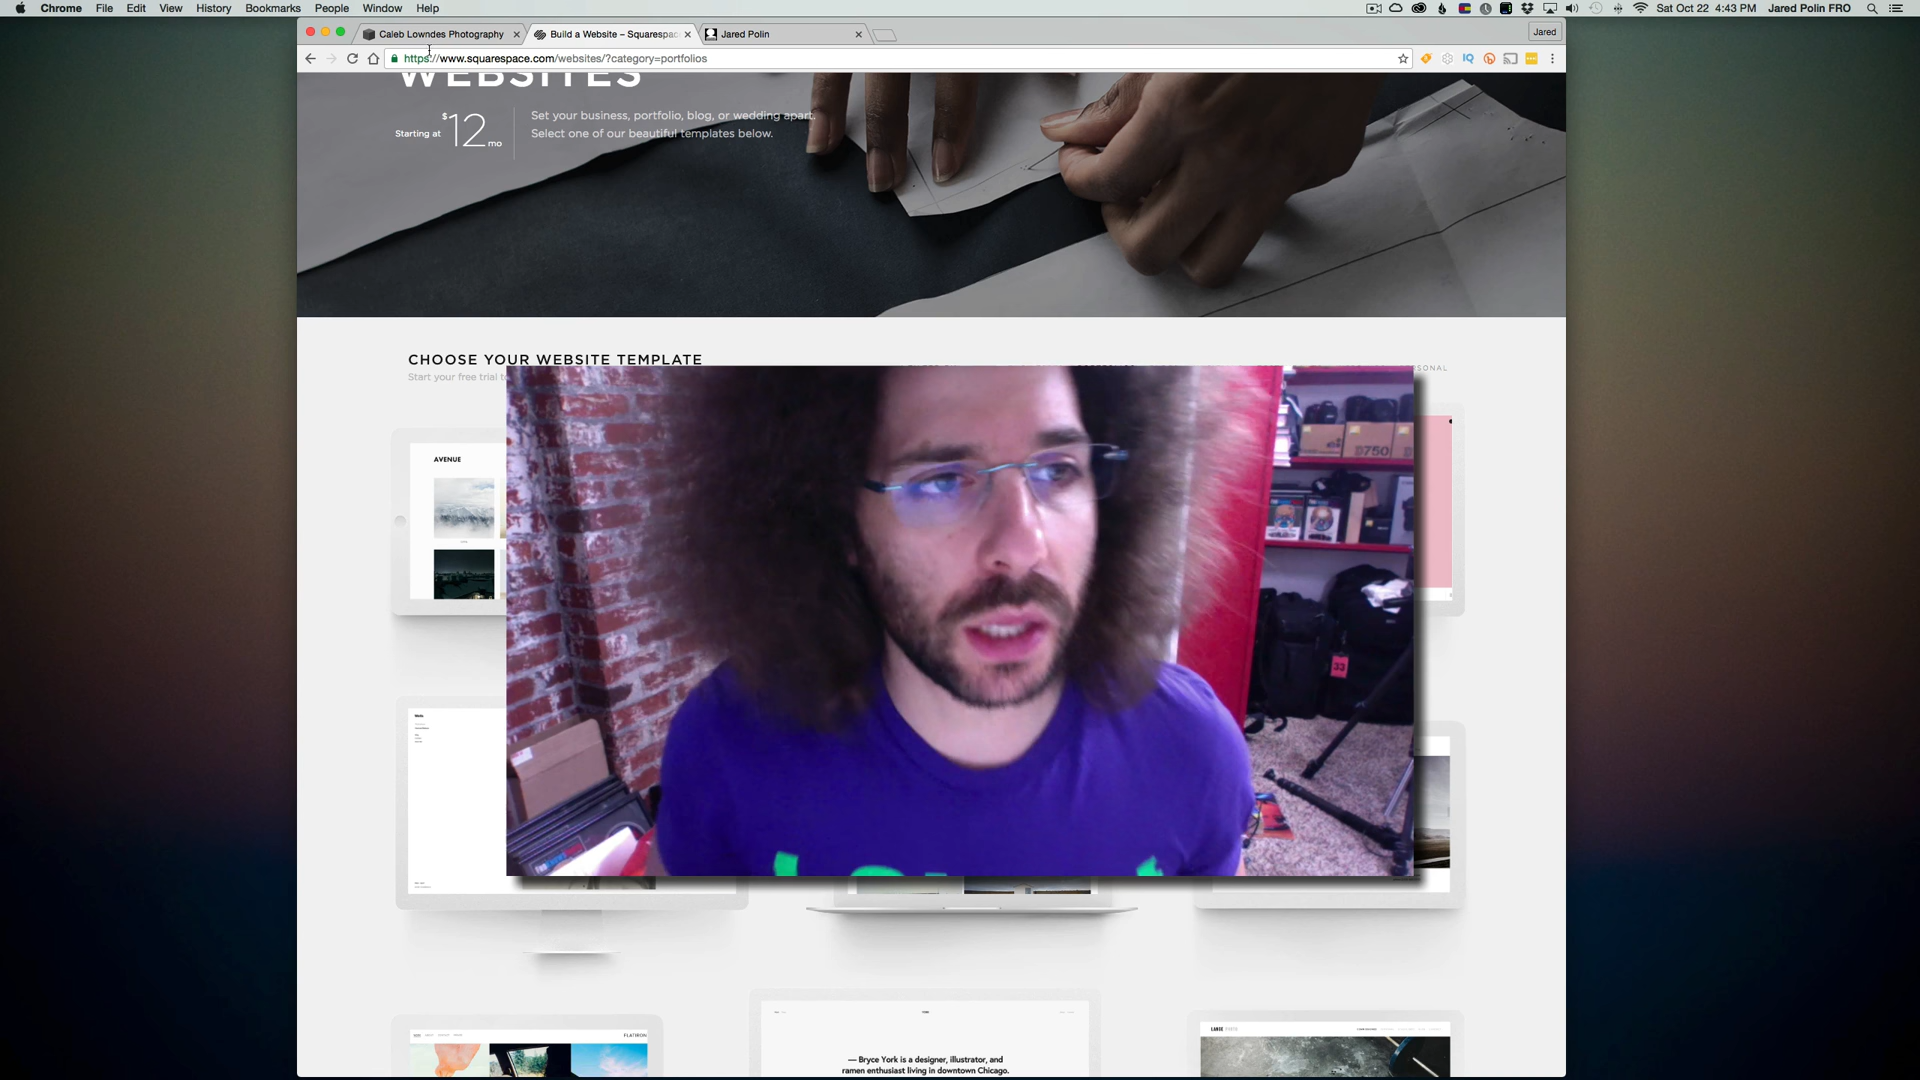 Chrome File Edit View History Bookmarks People Window Help
Sat Oct 22 4:43 PM Jared Polin FRO
Caleb Lowndes Photography
Build a Website – Squarespac
Jared Polin
Jared
https://www.squarespace.com/websites/?category=portfolios
WEBSITES
Starting at $12 mo
Set your business, portfolio, blog, or wedding apart.
Select one of our beautiful templates below.
CHOOSE YOUR WEBSITE TEMPLATE
Start your free trial
AVENUE
D750
33
Wells
FLATIRON
YORK
— Bryce York is a designer, illustrator, and
ramen enthusiast living in downtown Chicago.